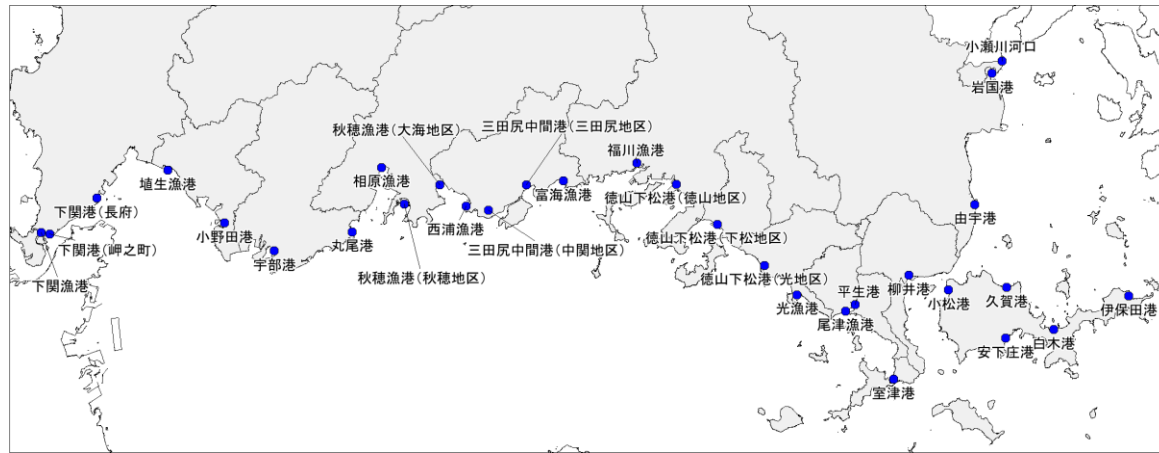 小瀬川河口
岩国港
秋穂漁港(大海地区)
三田尻中間港(三田尻地区)
福川漁港
埴生漁港
相原漁港
富海漁港
徳山下松港(徳山地区)
下関港(長府)
西浦漁港
由宇港
小野田港
丸尾港
徳山下松港(下松地区)
下関港(岬之町)
三田尻中間港(中関地区)
宇部港
秋穂漁港(秋穂地区)
徳山下松港(光地区)
下関漁港
平生港
柳井港
光漁港
小松港
久賀港
伊保田港
尾津漁港
安下庄港
白木港
室津港